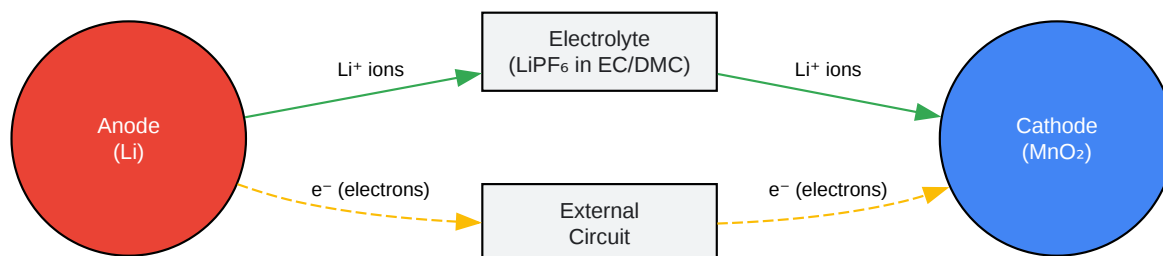 Electrolyte
(LiPF₆ in EC/DMC)
Li⁺ ions
Li⁺ ions
Anode
(Li)
Cathode
(MnO₂)
e⁻ (electrons)
e⁻ (electrons)
External
Circuit